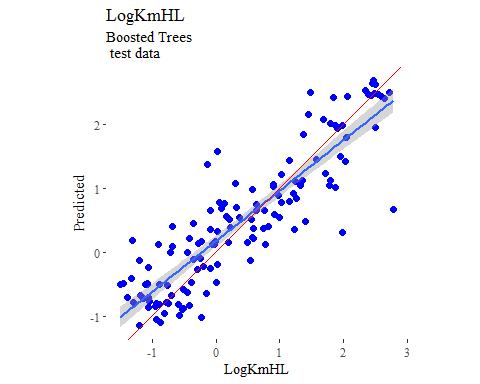 LogKmHL
Boosted Trees
test data
Predicted
2
1
0
-1
-1 0 1 2 3
LogKmHL